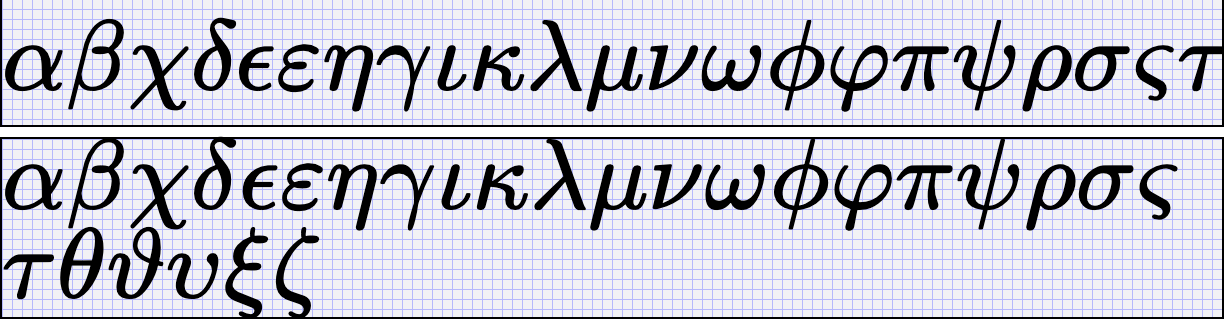 αβχδϵεηγικλμνωϕφπψρσςτ
αβχδϵεηγικλμνωϕφπψρσς
τθϑυξζ